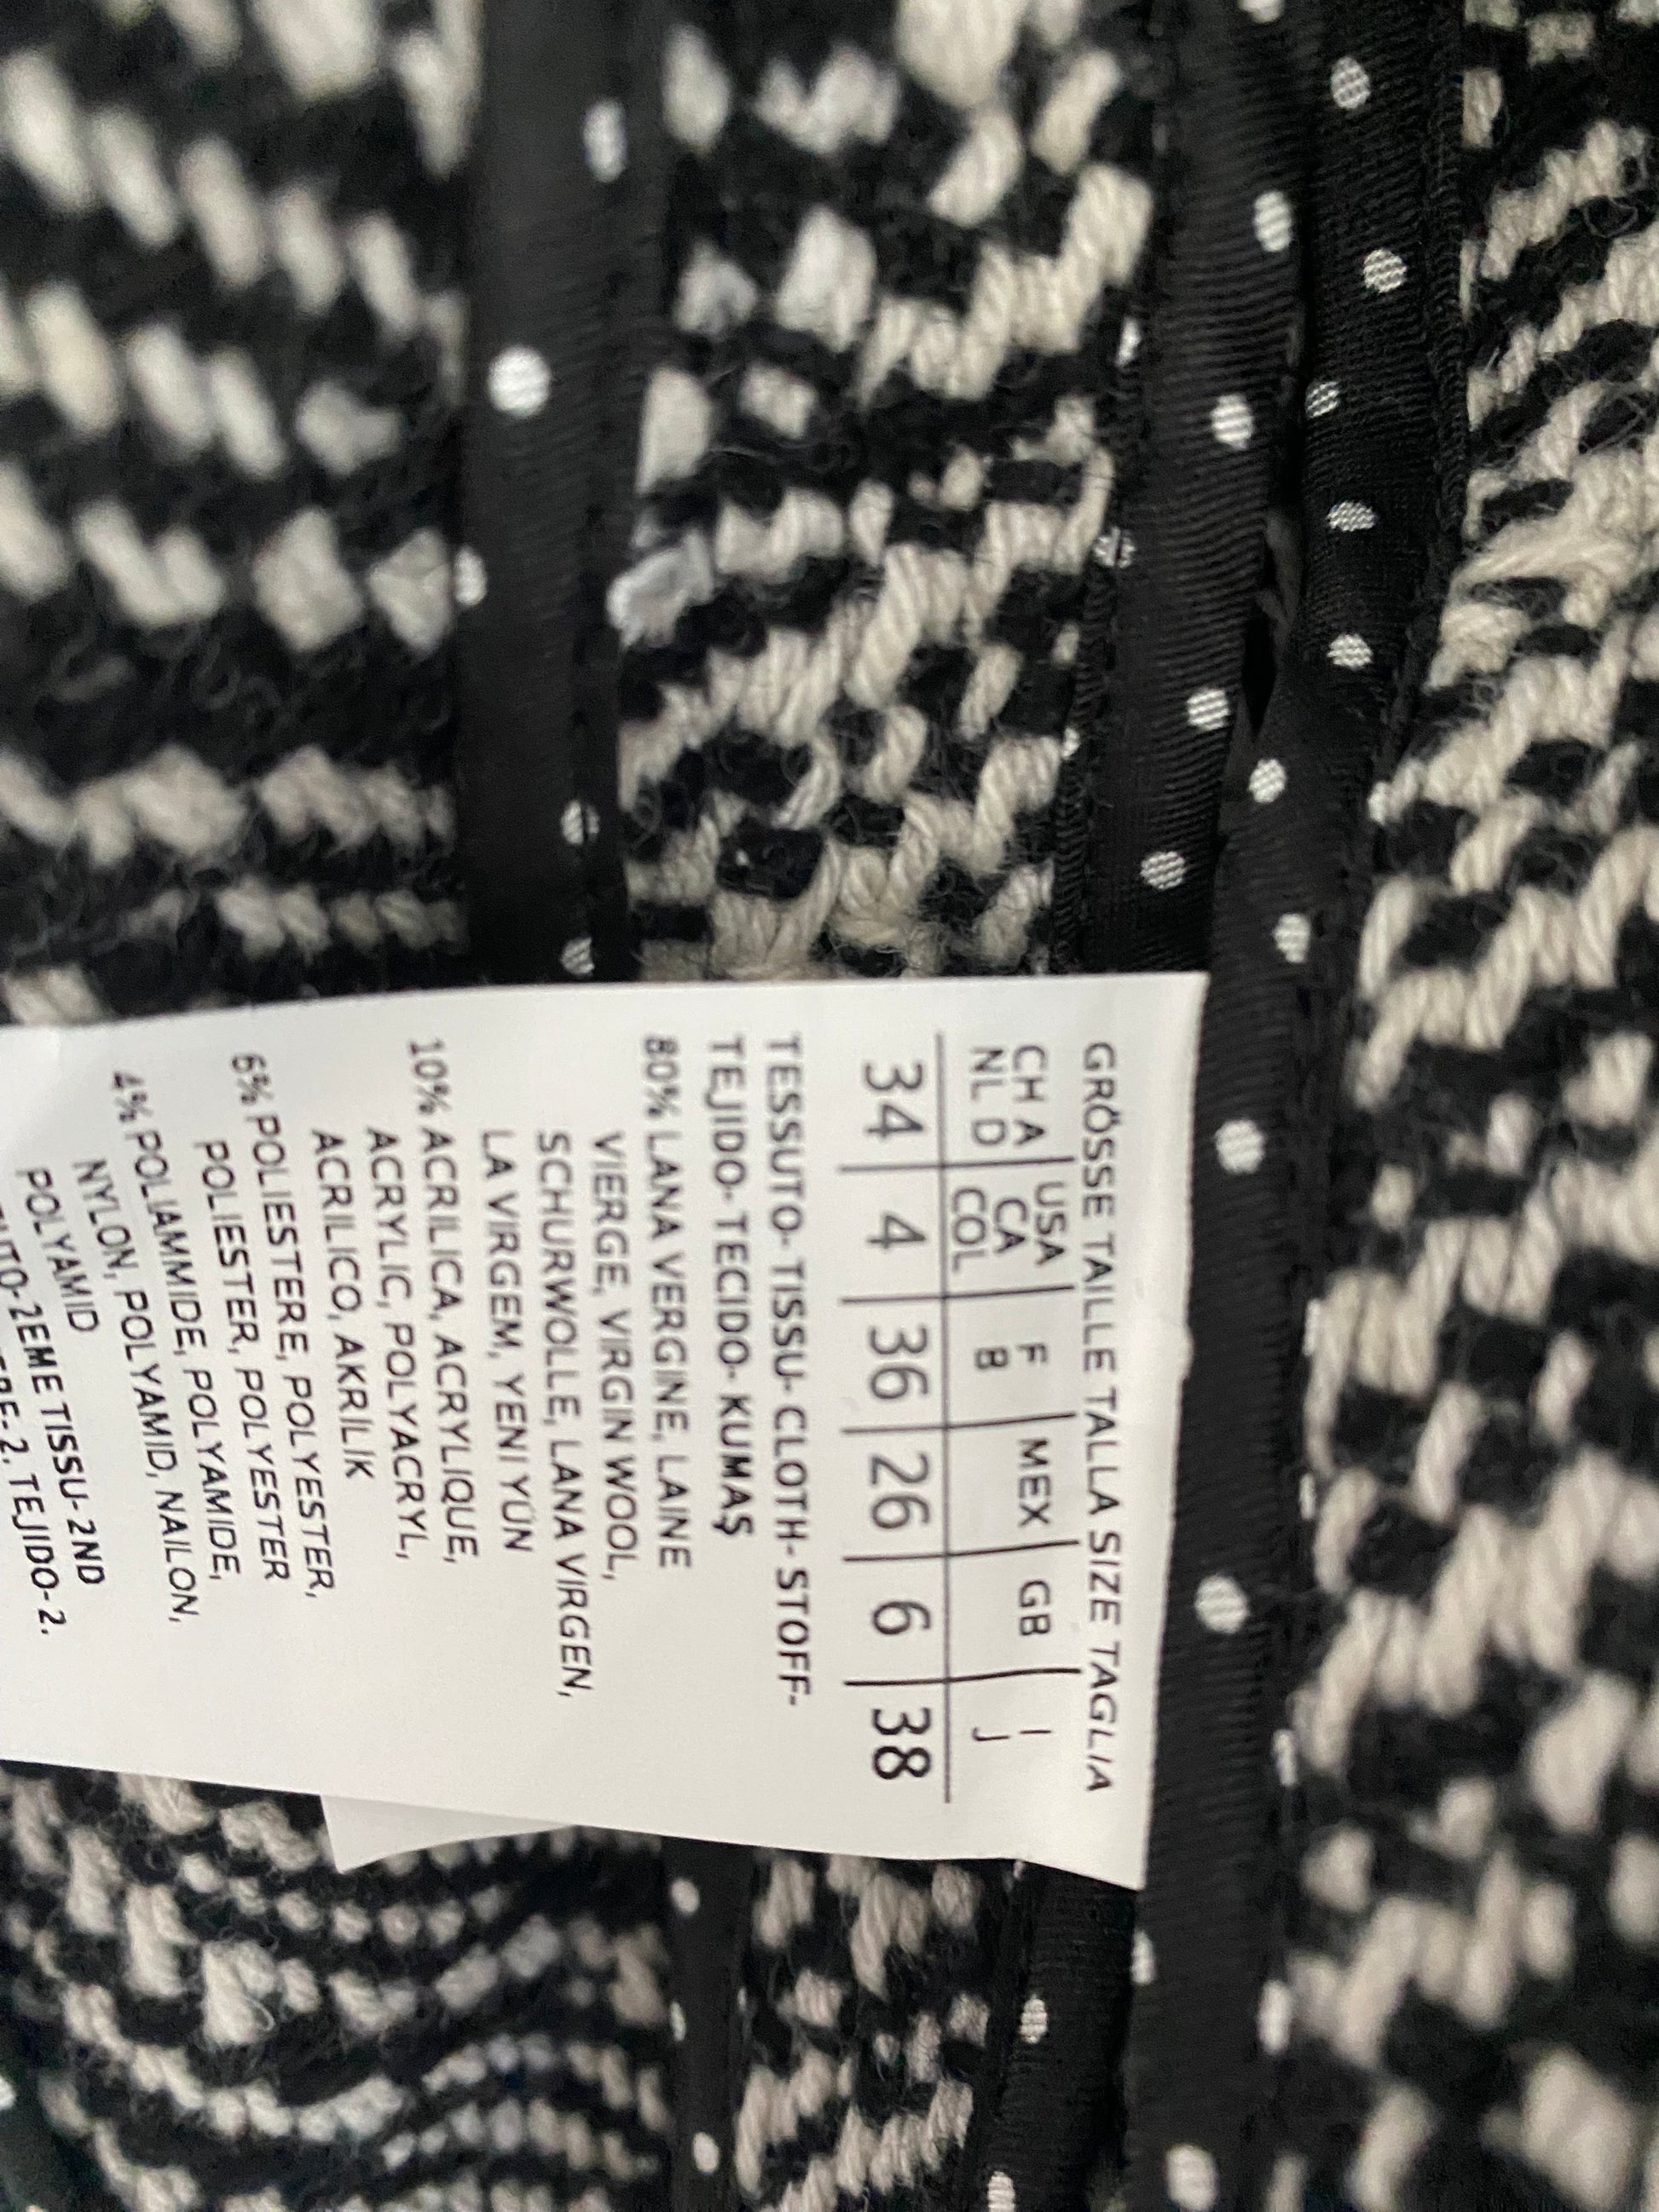 GRÖSSE TAILLE TALLA SIZE TAGLIA
CH A USA F MEX GB I
NL D CA B J
COL
34 4 36 26 6 38
TESSUTO- TISSU- CLOTH- STOFF-
TEJIDO- TECIDO- KUMAŞ
80% LANA VERGINE, LAINE
VIERGE, VIRGIN WOOL,
SCHURWOLLE, LANA VIRGEN,
LA VIRGEM, YENI YÜN
10% ACRILICA, ACRYLIQUE,
ACRYLIC, POLYACRYL,
ACRILICO, AKRİLİK
6% POLIESTERE, POLYESTER,
POLIESTER, POLYESTER
4% POLIAMMIDE, POLYAMIDE,
NYLON, POLYAMID, NAILON,
POLYAMID
2EME TISSU- 2ND
2. TEJIDO- 2.